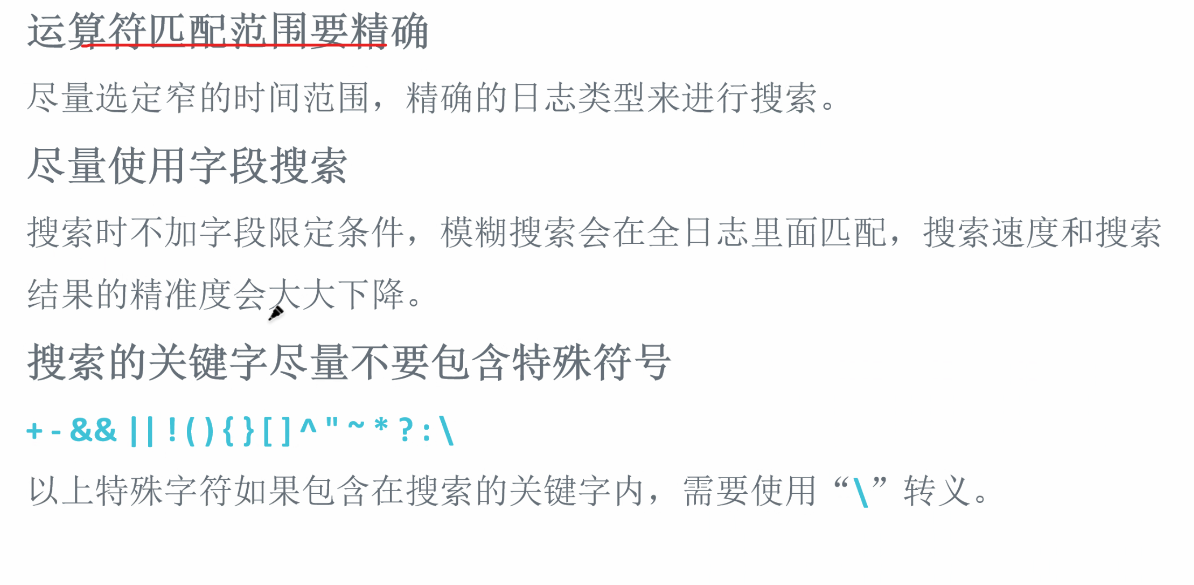 运算符匹配范围要精确
尽量选定窄的时间范围，精确的日志类型来进行搜索。
尽量使用字段搜索
搜索时不加字段限定条件，模糊搜索会在全日志里面匹配，搜索速度和搜索
结果的精准度会大大下降。
搜索的关键字尽量不要包含特殊符号
+ - && || ! ( ) { } [ ] ^ " ~ * ? : \
以上特殊字符如果包含在搜索的关键字内，需要使用“\”转义。